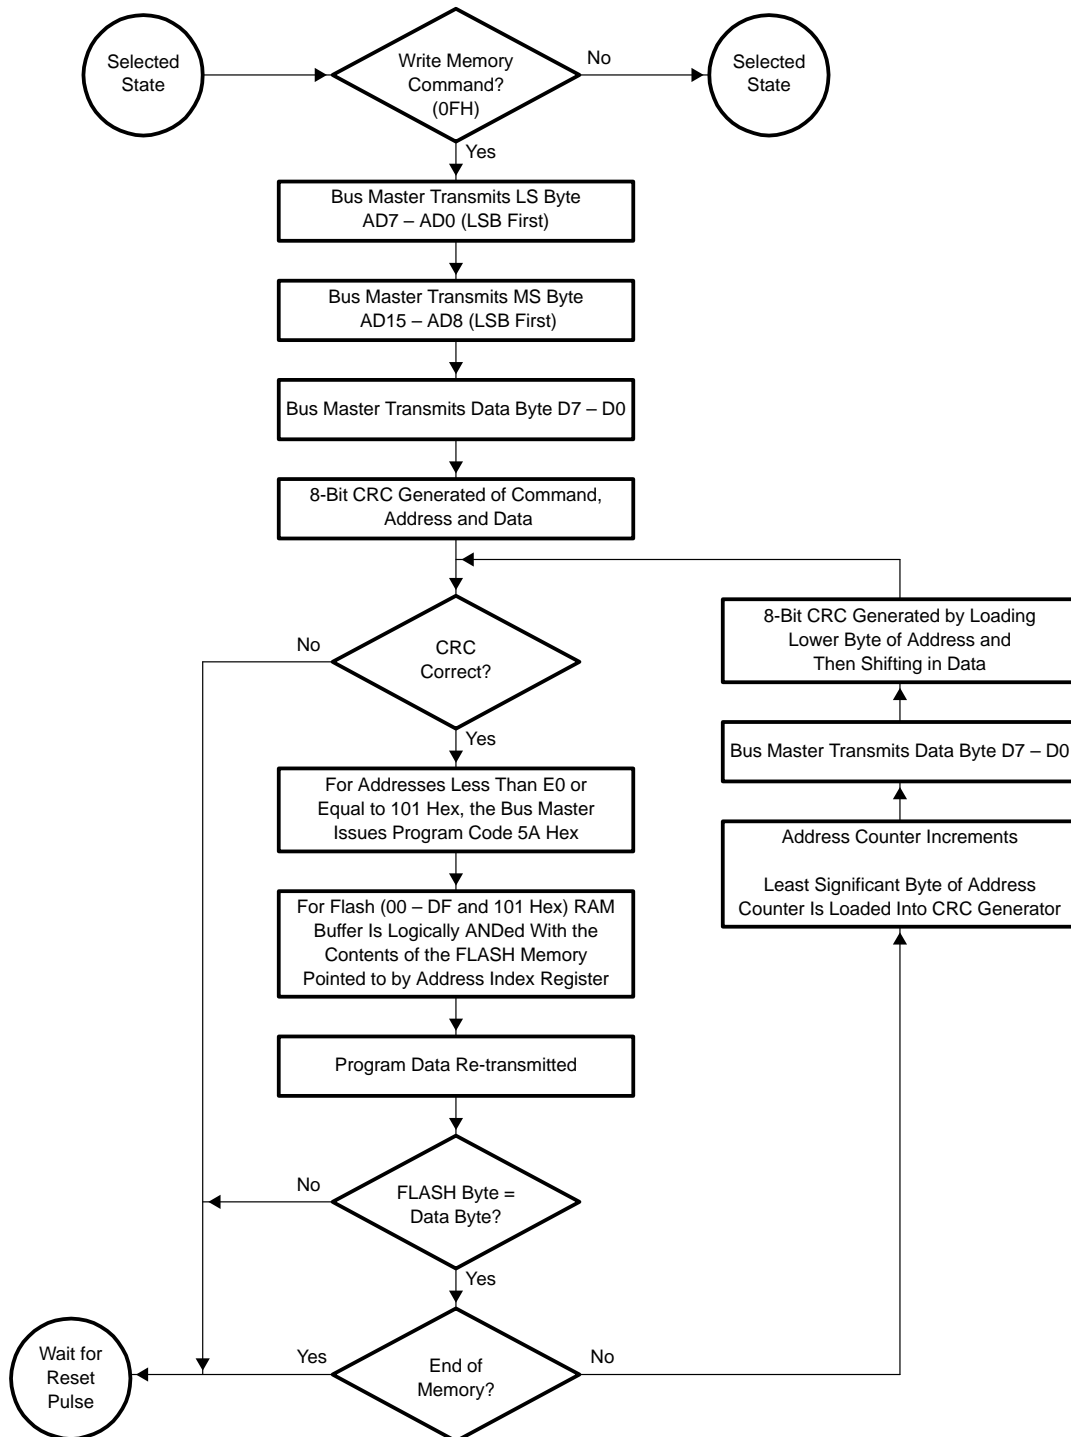 Selected
State
Write Memory
Command?
(0FH)
No
Selected
State
Yes
Bus Master Transmits LS Byte
AD7 – AD0 (LSB First)
Bus Master Transmits MS Byte
AD15 – AD8 (LSB First)
Bus Master Transmits Data Byte D7 – D0
8-Bit CRC Generated of Command,
Address and Data
No
CRC
Correct?
Yes
For Addresses Less Than E0 or
Equal to 101 Hex, the Bus Master
Issues Program Code 5A Hex
For Flash (00 – DF and 101 Hex) RAM
Buffer Is Logically ANDed With the
Contents of the FLASH Memory
Pointed to by Address Index Register
Program Data Re-transmitted
No
FLASH Byte =
Data Byte?
Yes
Wait for
Reset
Pulse
Yes
End of
Memory?
No
8-Bit CRC Generated by Loading
Lower Byte of Address and
Then Shifting in Data
Bus Master Transmits Data Byte D7 – D0
Address Counter Increments
Least Significant Byte of Address
Counter Is Loaded Into CRC Generator